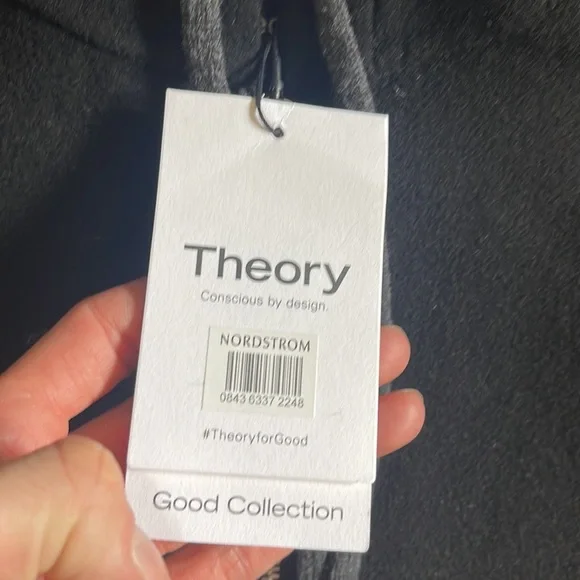 Theory
Conscious by design.
NORDSTROM
0843 6337 2248
#TheoryforGood
Good Collection